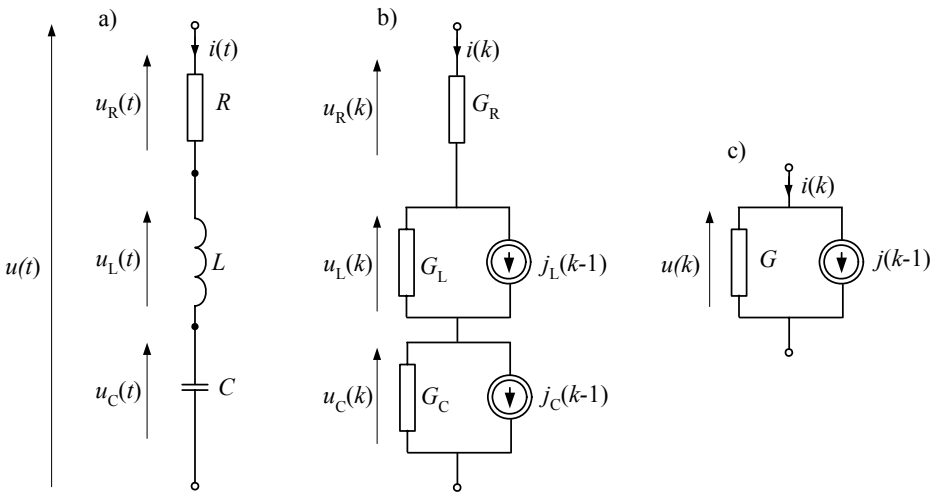 a)
i(t)
u_R(t)
R
u_L(t)
L
u(t)
u_C(t)
C
b)
i(k)
u_R(k)
G_R
u_L(k)
G_L
j_L(k-1)
u_C(k)
G_C
j_C(k-1)
c)
i(k)
u(k)
G
j(k-1)